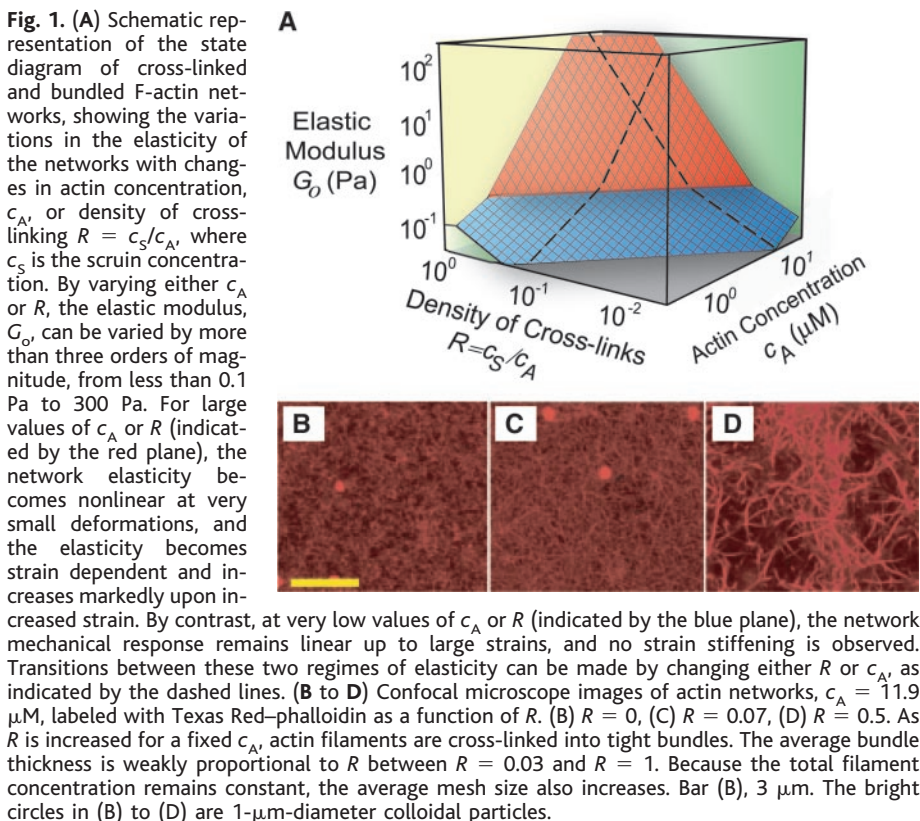 Fig. 1. (A) Schematic rep-
resentation of the state
diagram of cross-linked
and bundled F-actin net-
works, showing the varia-
tions in the elasticity of
the networks with chang-
es in actin concentration,
c_A, or density of cross-
linking R = c_S/c_A, where
c_S is the scruin concentra-
tion. By varying either c_A
or R, the elastic modulus,
G_o, can be varied by more
than three orders of mag-
nitude, from less than 0.1
Pa to 300 Pa. For large
values of c_A or R (indicat-
ed by the red plane), the
network elasticity be-
comes nonlinear at very
small deformations, and
the elasticity becomes
strain dependent and in-
creases markedly upon in-
creased strain. By contrast, at very low values of c_A or R (indicated by the blue plane), the network
mechanical response remains linear up to large strains, and no strain stiffening is observed.
Transitions between these two regimes of elasticity can be made by changing either R or c_A, as
indicated by the dashed lines. (B to D) Confocal microscope images of actin networks, c_A = 11.9
μM, labeled with Texas Red–phalloidin as a function of R. (B) R = 0, (C) R = 0.07, (D) R = 0.5. As
R is increased for a fixed c_A, actin filaments are cross-linked into tight bundles. The average bundle
thickness is weakly proportional to R between R = 0.03 and R = 1. Because the total filament
concentration remains constant, the average mesh size also increases. Bar (B), 3 μm. The bright
circles in (B) to (D) are 1-μm-diameter colloidal particles.
A
Elastic
Modulus
G_o (Pa)
10^2
10^1
10^0
10^-1
10^0
10^-1
10^-2
Density of Cross-links
R=c_S/c_A
10^0
10^1
Actin Concentration
c_A (μM)
B
C
D